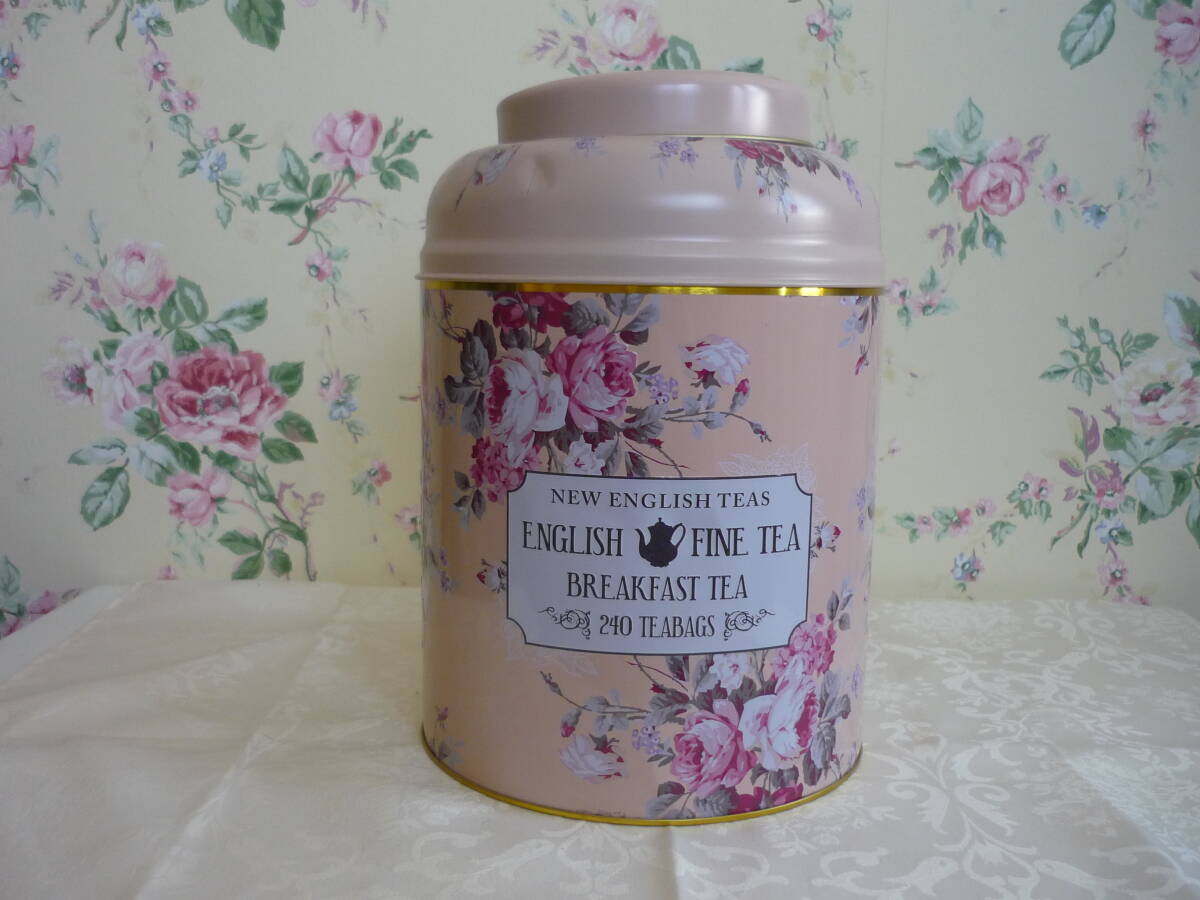 NEW ENGLISH TEAS
ENGLISH FINE TEA
BREAKFAST TEA
240 TEABAGS